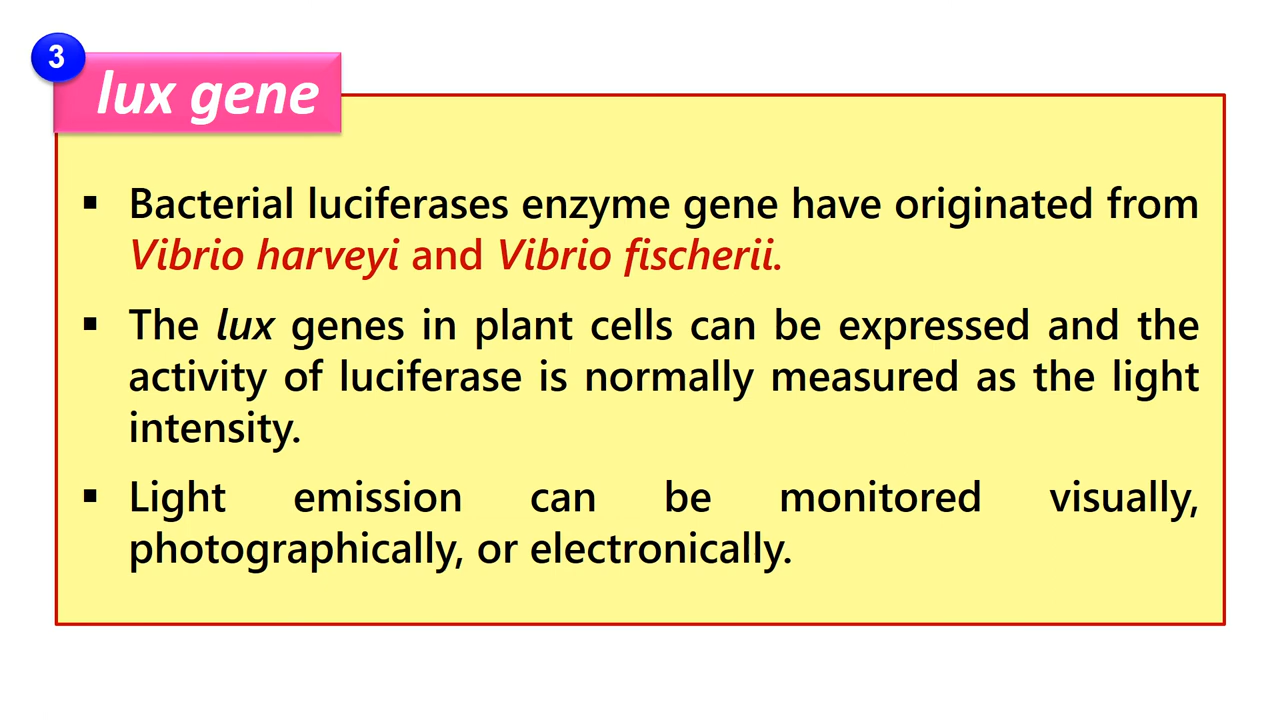 3
lux gene
▪ Bacterial luciferases enzyme gene have originated from
Vibrio harveyi and Vibrio fischerii.
▪ The lux genes in plant cells can be expressed and the
activity of luciferase is normally measured as the light
intensity.
▪ Light emission can be monitored visually,
photographically, or electronically.